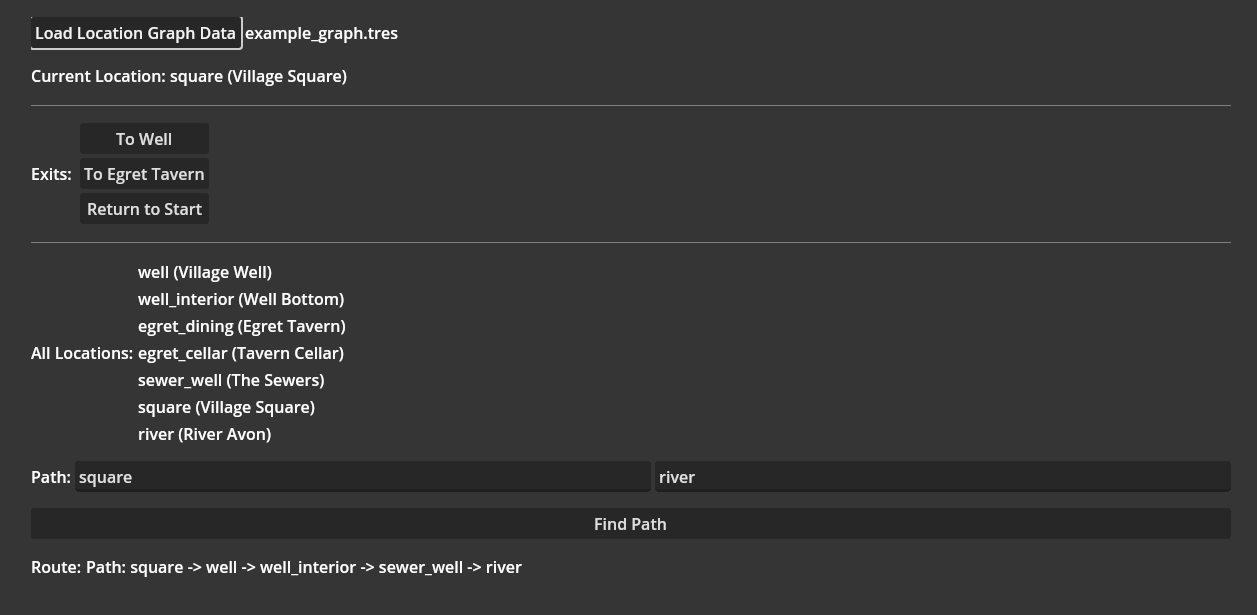 Load Location Graph Data example_graph.tres
Current Location: square (Village Square)
To Well
Exits: To Egret Tavern
Return to Start
well (Village Well)
well_interior (Well Bottom)
egret_dining (Egret Tavern)
All Locations: egret_cellar (Tavern Cellar)
sewer_well (The Sewers)
square (Village Square)
river (River Avon)
Path: square river
Find Path
Route: Path: square -> well -> well_interior -> sewer_well -> river